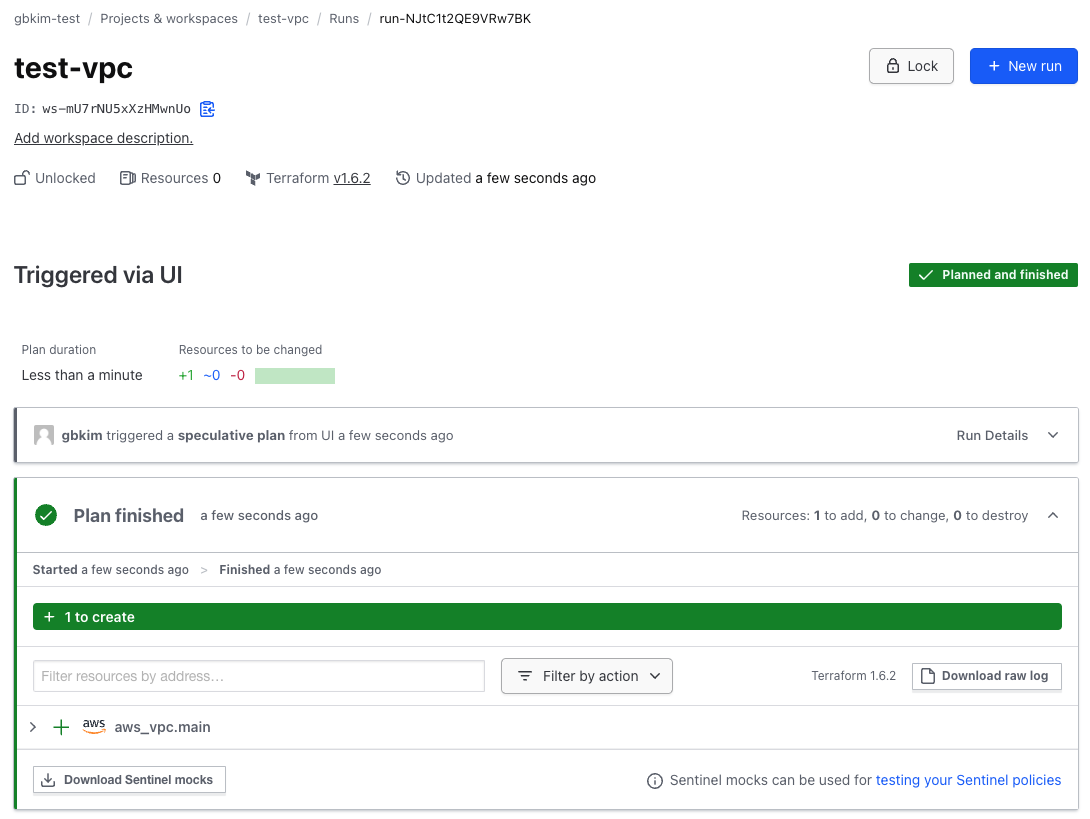 gbkim-test / Projects & workspaces / test-vpc / Runs / run-NJtC1t2QE9VRw7BK
test-vpc
Lock
+ New run
ID: ws-mU7rNU5xXzHMwnUo
Add workspace description.
Unlocked Resources 0 Terraform v1.6.2 Updated a few seconds ago
Triggered via UI
Planned and finished
Plan duration Resources to be changed
Less than a minute +1 ~0 -0
gbkim triggered a speculative plan from UI a few seconds ago Run Details
Plan finished a few seconds ago Resources: 1 to add, 0 to change, 0 to destroy
Started a few seconds ago > Finished a few seconds ago
+ 1 to create
Filter resources by address... Filter by action Terraform 1.6.2 Download raw log
> + aws aws_vpc.main
Download Sentinel mocks Sentinel mocks can be used for testing your Sentinel policies